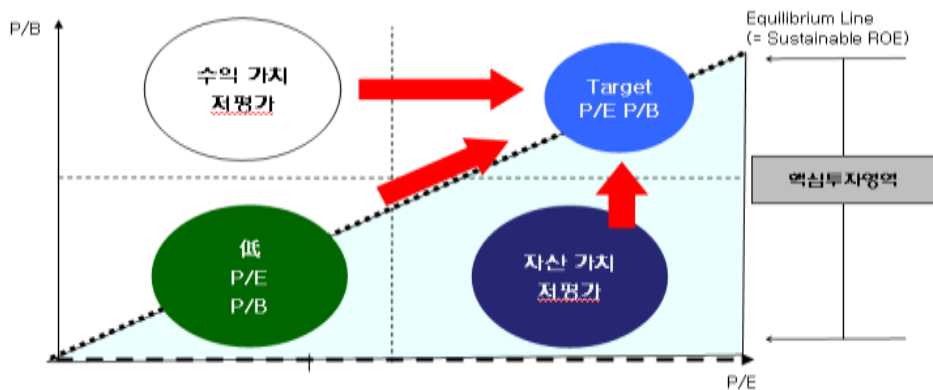 P/B
수익 가치
저평가
Target
P/E P/B
Equilibrium Line
(= Sustainable ROE)
핵심투자영역
低
P/E
P/B
자산 가치
저평가
P/E